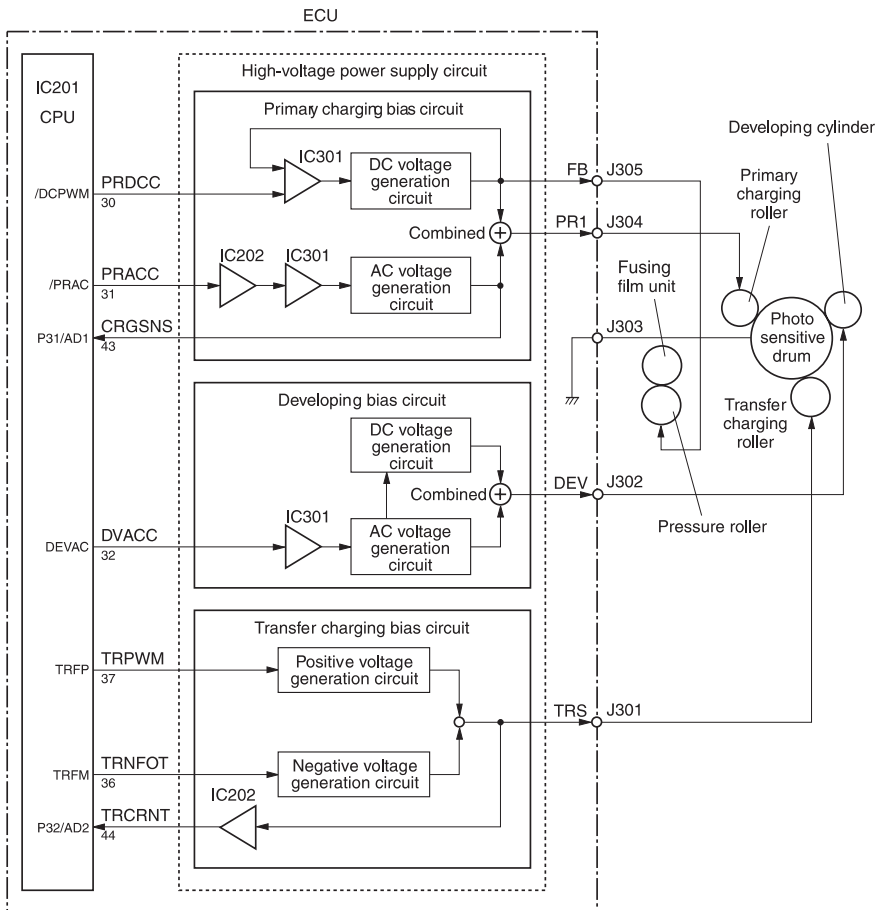 ECU
IC201
CPU
High-voltage power supply circuit
Primary charging bias circuit
IC301
DC voltage
generation
circuit
/DCPWM
PRDCC
30
FB
J305
Combined
PR1
J304
IC202
IC301
AC voltage
generation
circuit
/PRAC
PRACC
31
P31/AD1
CRGSNS
43
J303
Developing cylinder
Primary
charging
roller
Fusing
film unit
Photo
sensitive
drum
Transfer
charging
roller
Pressure roller
Developing bias circuit
DC voltage
generation
circuit
Combined
DEV
J302
IC301
AC voltage
generation
circuit
DEVAC
DVACC
32
Transfer charging bias circuit
TRFP
TRPWM
37
Positive voltage
generation circuit
TRS
J301
TRFM
TRNFOT
36
Negative voltage
generation circuit
IC202
P32/AD2
TRCRNT
44